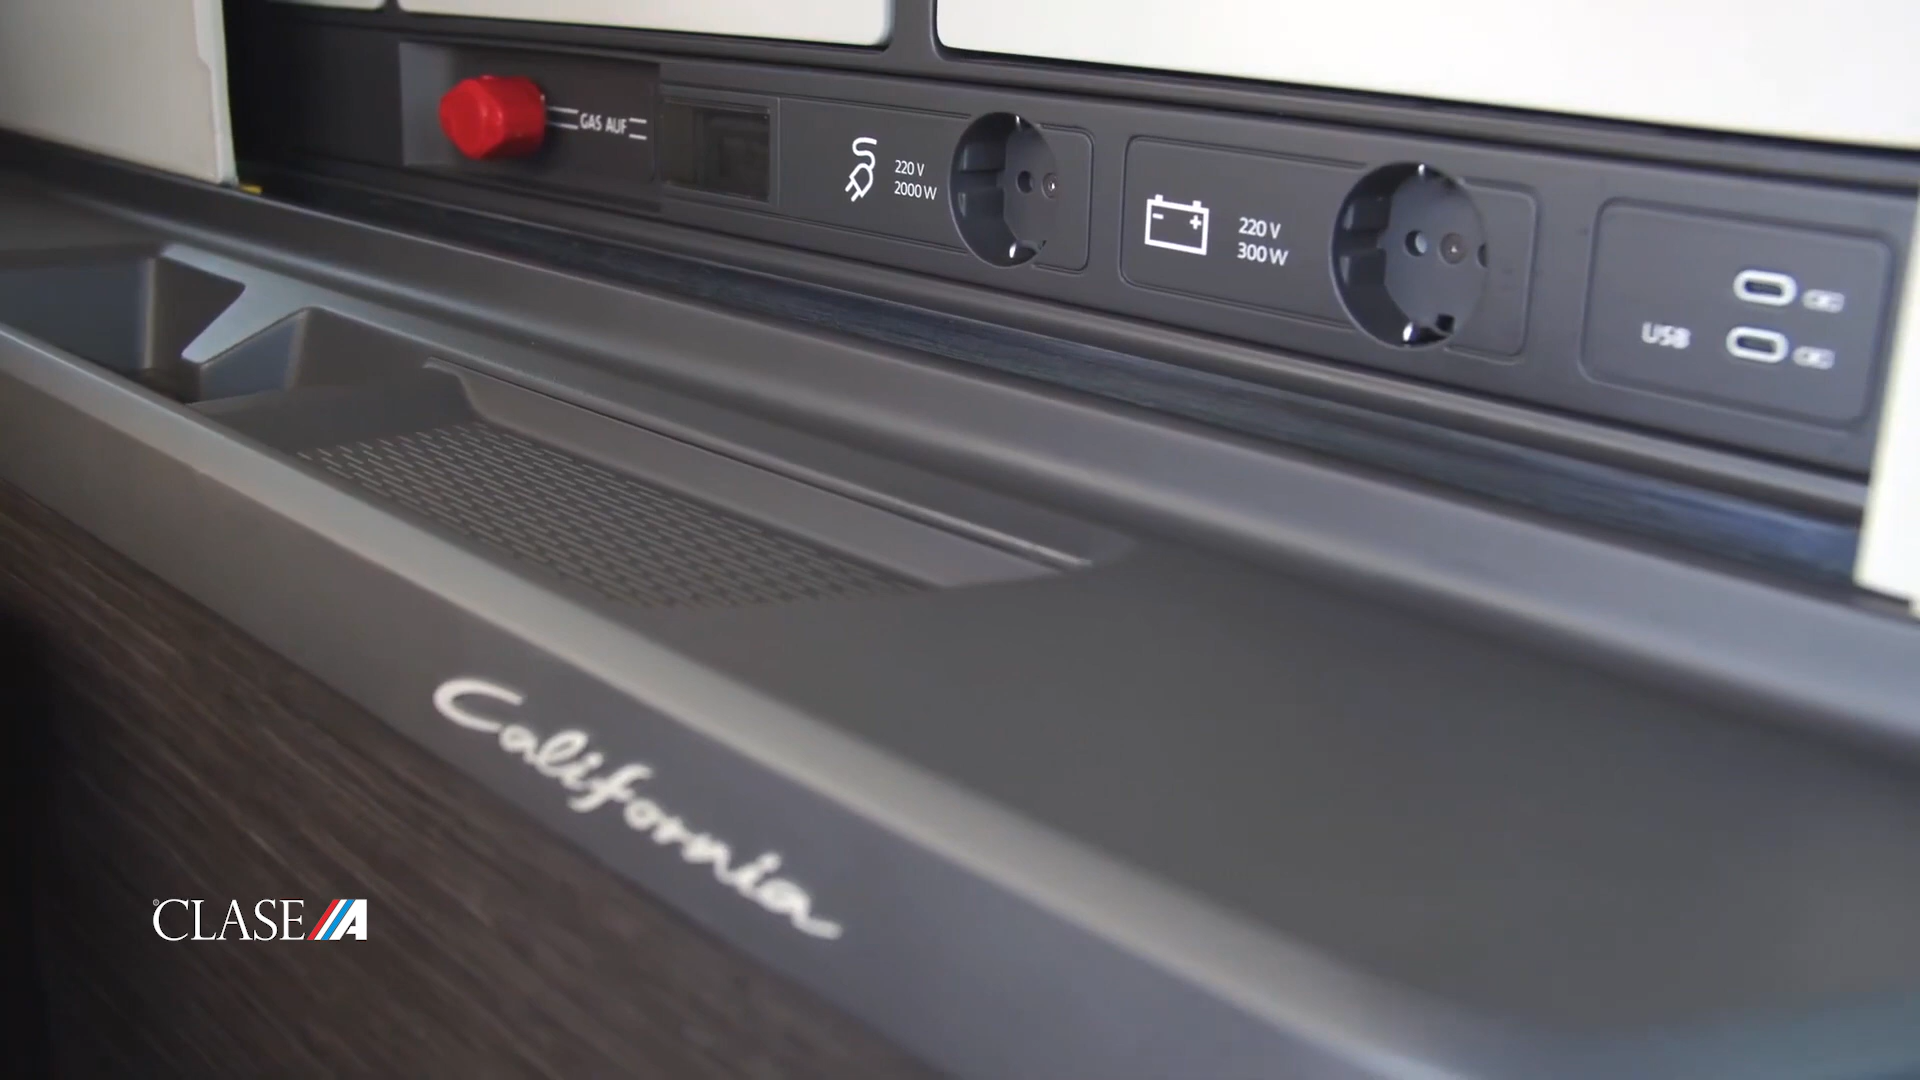 GAS AUF
220 V
2000 W
220 V
300 W
USB
California
CLASE A